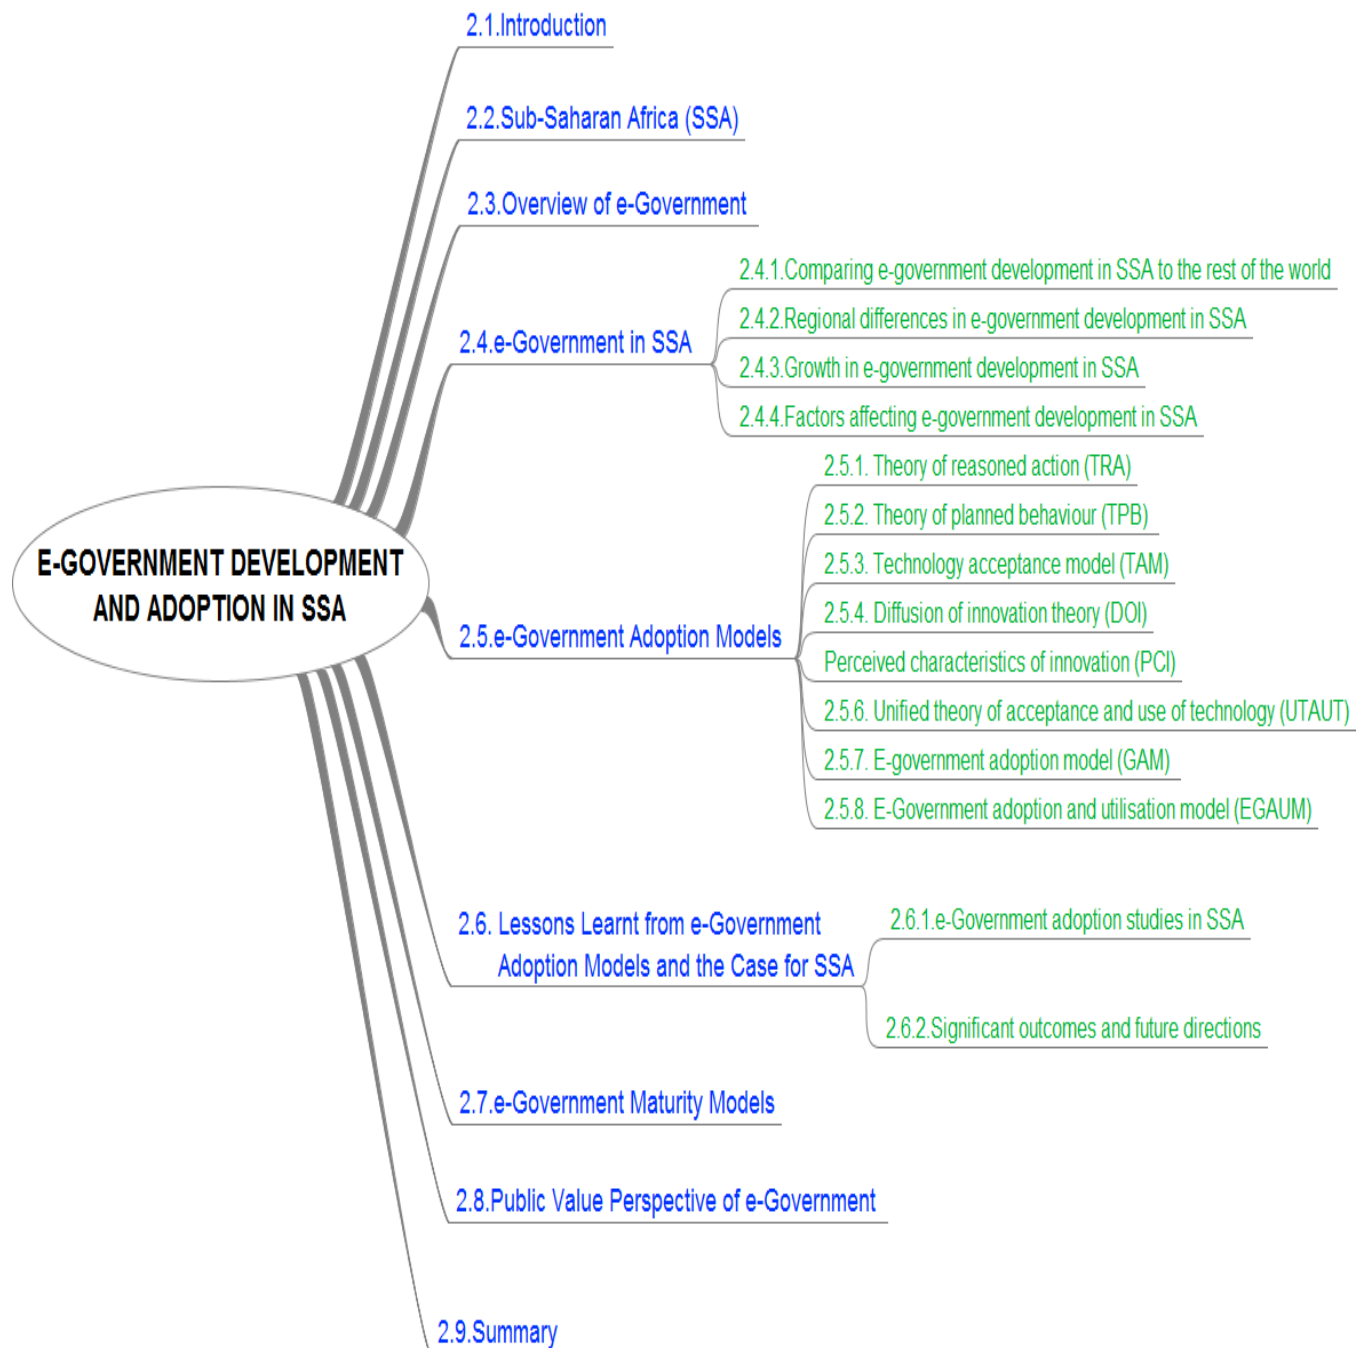 E-GOVERNMENT DEVELOPMENT
AND ADOPTION IN SSA
2.1.Introduction
2.2.Sub-Saharan Africa (SSA)
2.3.Overview of e-Government
2.4.e-Government in SSA
2.4.1.Comparing e-government development in SSA to the rest of the world
2.4.2.Regional differences in e-government development in SSA
2.4.3.Growth in e-government development in SSA
2.4.4.Factors affecting e-government development in SSA
2.5.e-Government Adoption Models
2.5.1. Theory of reasoned action (TRA)
2.5.2. Theory of planned behaviour (TPB)
2.5.3. Technology acceptance model (TAM)
2.5.4. Diffusion of innovation theory (DOI)
Perceived characteristics of innovation (PCI)
2.5.6. Unified theory of acceptance and use of technology (UTAUT)
2.5.7. E-government adoption model (GAM)
2.5.8. E-Government adoption and utilisation model (EGAUM)
2.6. Lessons Learnt from e-Government
Adoption Models and the Case for SSA
2.6.1.e-Government adoption studies in SSA
2.6.2.Significant outcomes and future directions
2.7.e-Government Maturity Models
2.8.Public Value Perspective of e-Government
2.9.Summary